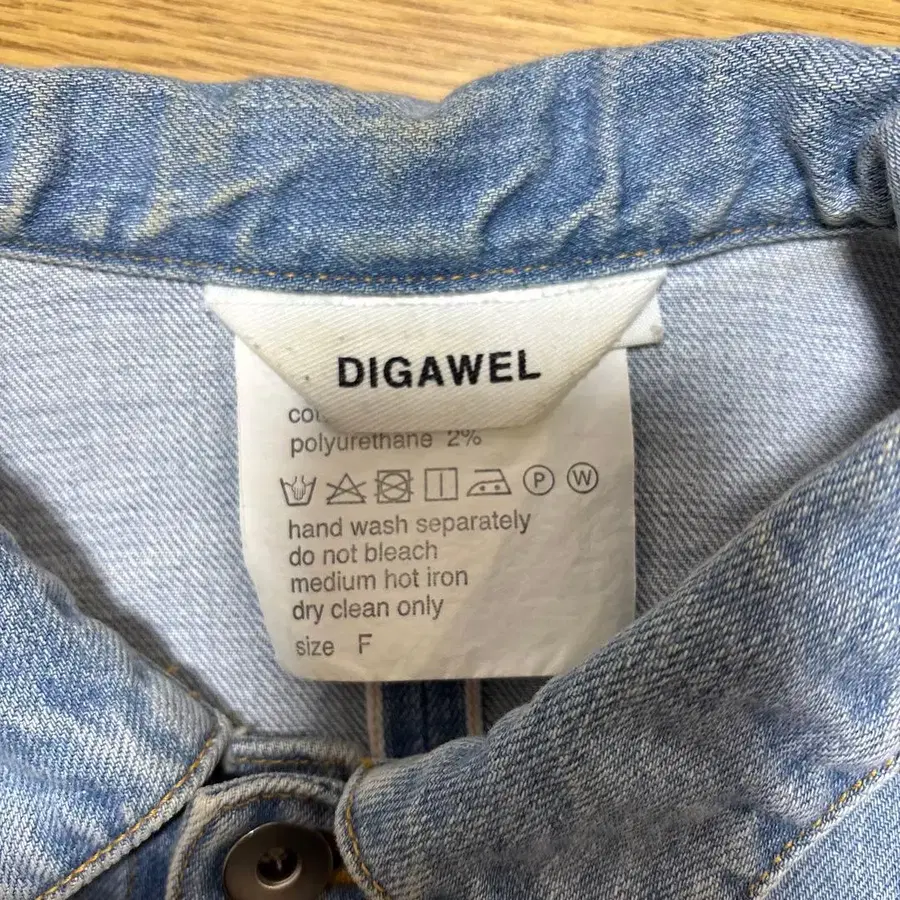 DIGAWEL
polyurethane 2%
P W
hand wash separately
do not bleach
medium hot iron
dry clean only
size F